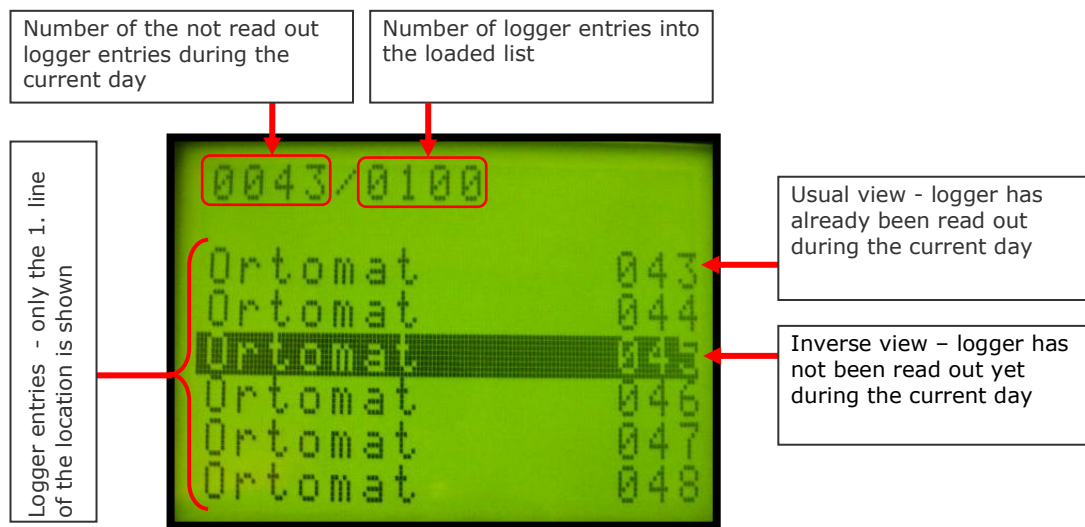 Number of the not read out
logger entries during the
current day
Number of logger entries into
the loaded list
Logger entries - only the 1. line
of the location is shown
0043/0100
Ortomat 043
Ortomat 044
Ortomat 045
Ortomat 046
Ortomat 047
Ortomat 048
Usual view - logger has
already been read out
during the current day
Inverse view – logger has
not been read out yet
during the current day